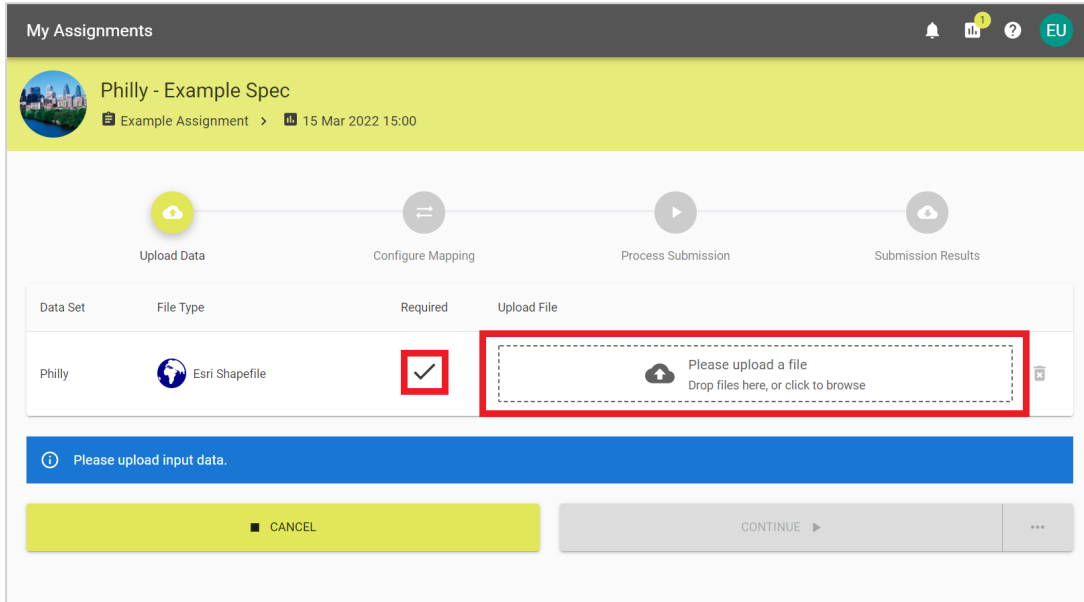 My Assignments
1
EU
Philly - Example Spec
Example Assignment > 15 Mar 2022 15:00
Upload Data
Configure Mapping
Process Submission
Submission Results
Data Set File Type Required Upload File
Philly Esri Shapefile
Please upload a file
Drop files here, or click to browse
Please upload input data.
CANCEL
CONTINUE